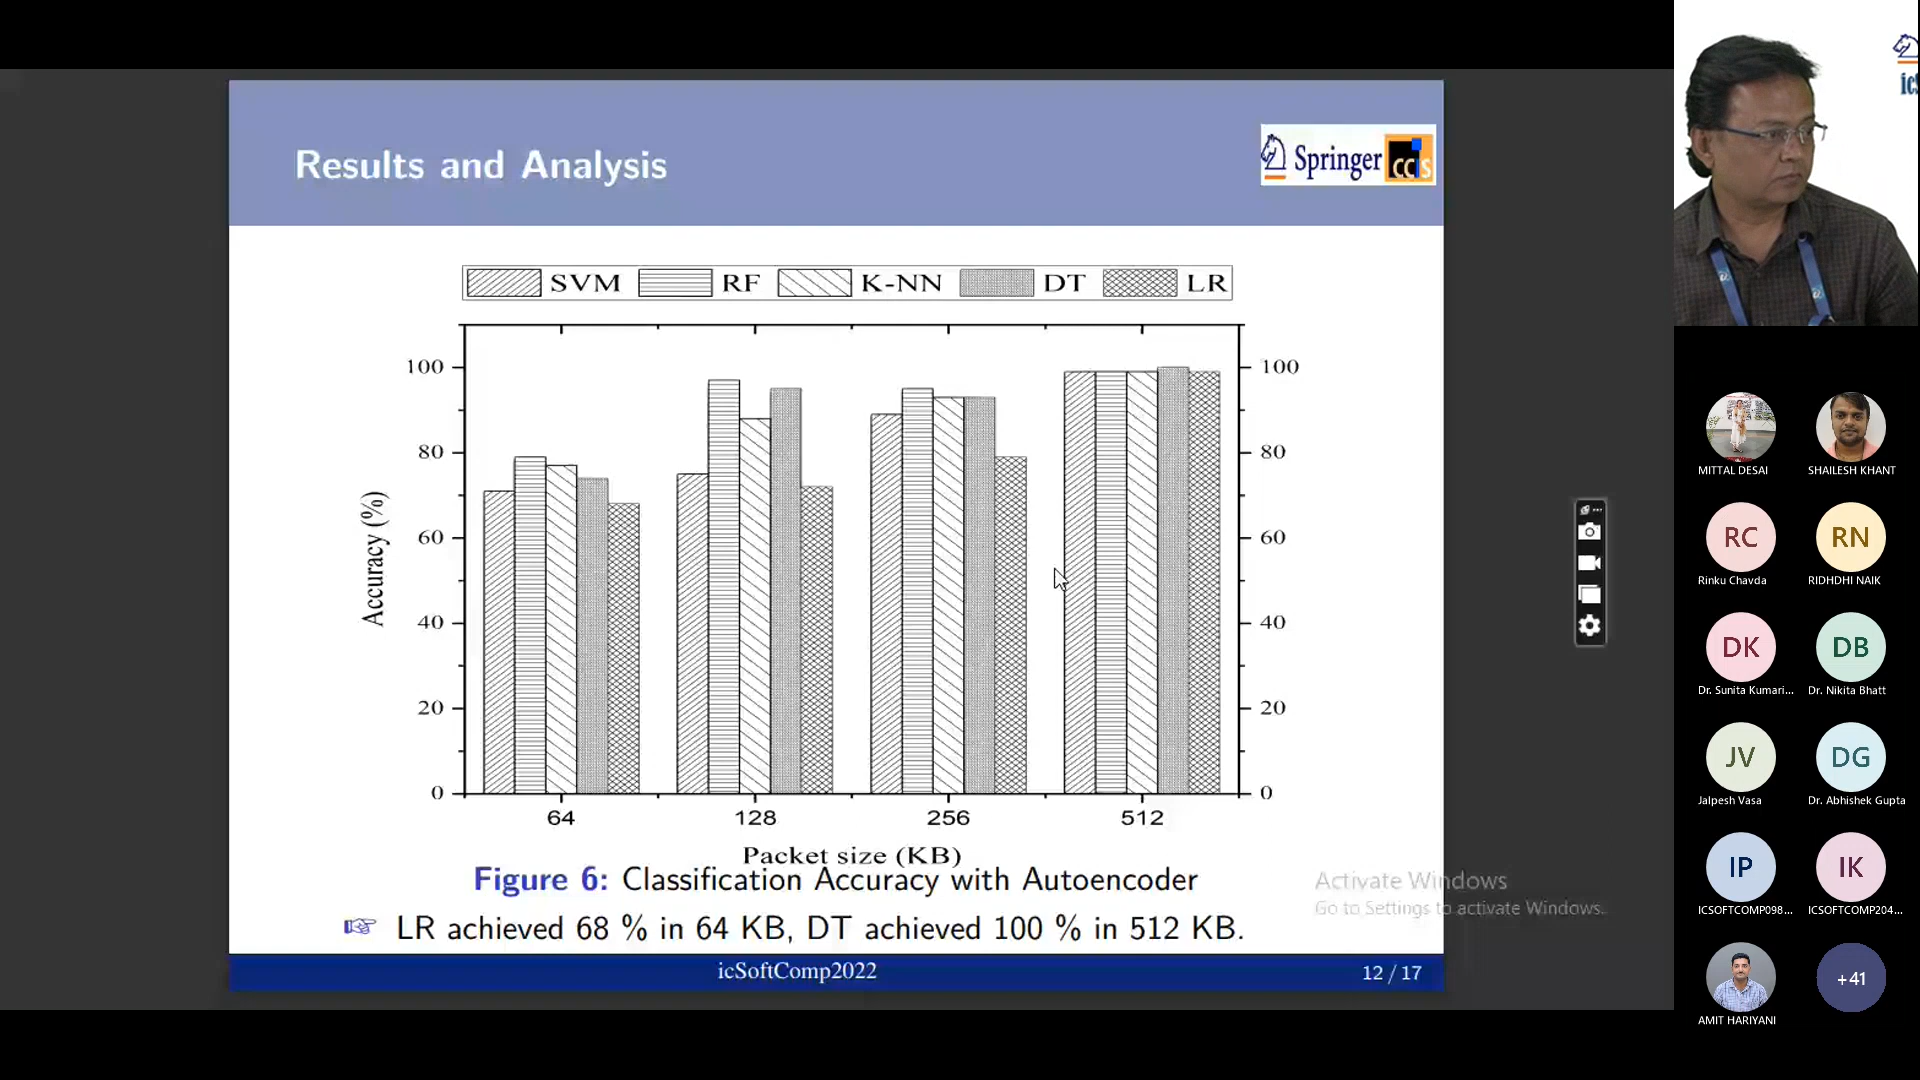 Results and Analysis
Springer
CCIS
SVM RF K-NN DT LR
100 100
80 80
60 60
40 40
20 20
0 0
Accuracy (%)
64 128 256 512
Packet size (KB)
Figure 6: Classification Accuracy with Autoencoder
LR achieved 68 % in 64 KB, DT achieved 100 % in 512 KB.
icSoftComp2022
12 / 17
Activate Windows
Go to Settings to activate Windows.
MITTAL DESAI
SHAILESH KHANT
RC
RN
Rinku Chavda
RIDHDHI NAIK
DK
DB
Dr. Sunita Kumari...
Dr. Nikita Bhatt
JV
DG
Jalpesh Vasa
Dr. Abhishek Gupta
IP
IK
ICSOFTCOMP098...
ICSOFTCOMP204...
+41
AMIT HARIYANI